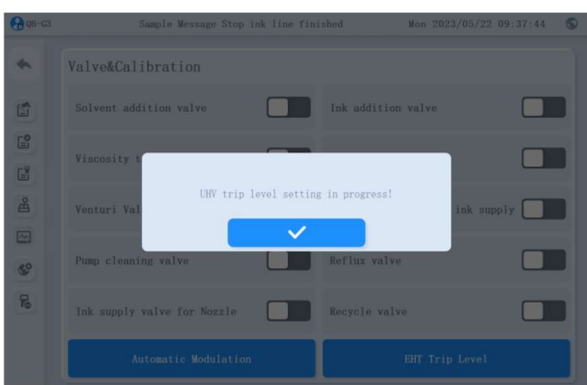 QS-G3 Sample Message Stop ink line finished Mon 2023/05/22 09:37:44
Valve&Calibration
Solvent addition valve Ink addition valve
Viscosity t
UHV trip level setting in progress!
Venturi Val ink supply
Pump cleaning valve Reflux valve
Ink supply valve for Nozzle Recycle valve
Automatic Modulation EHT Trip Level